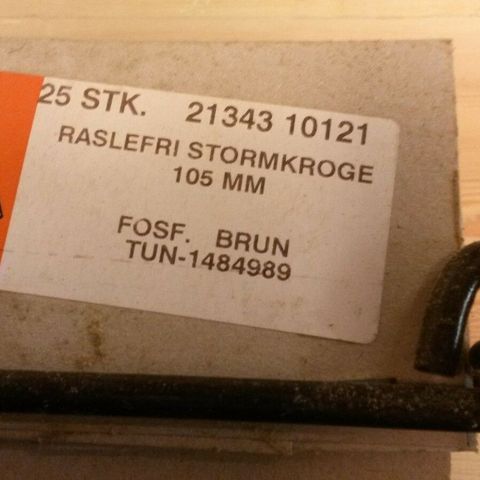 25 STK. 21343 10121
RASLEFRI STORMKROGE
105 MM
FOSF. BRUN
TUN-1484989